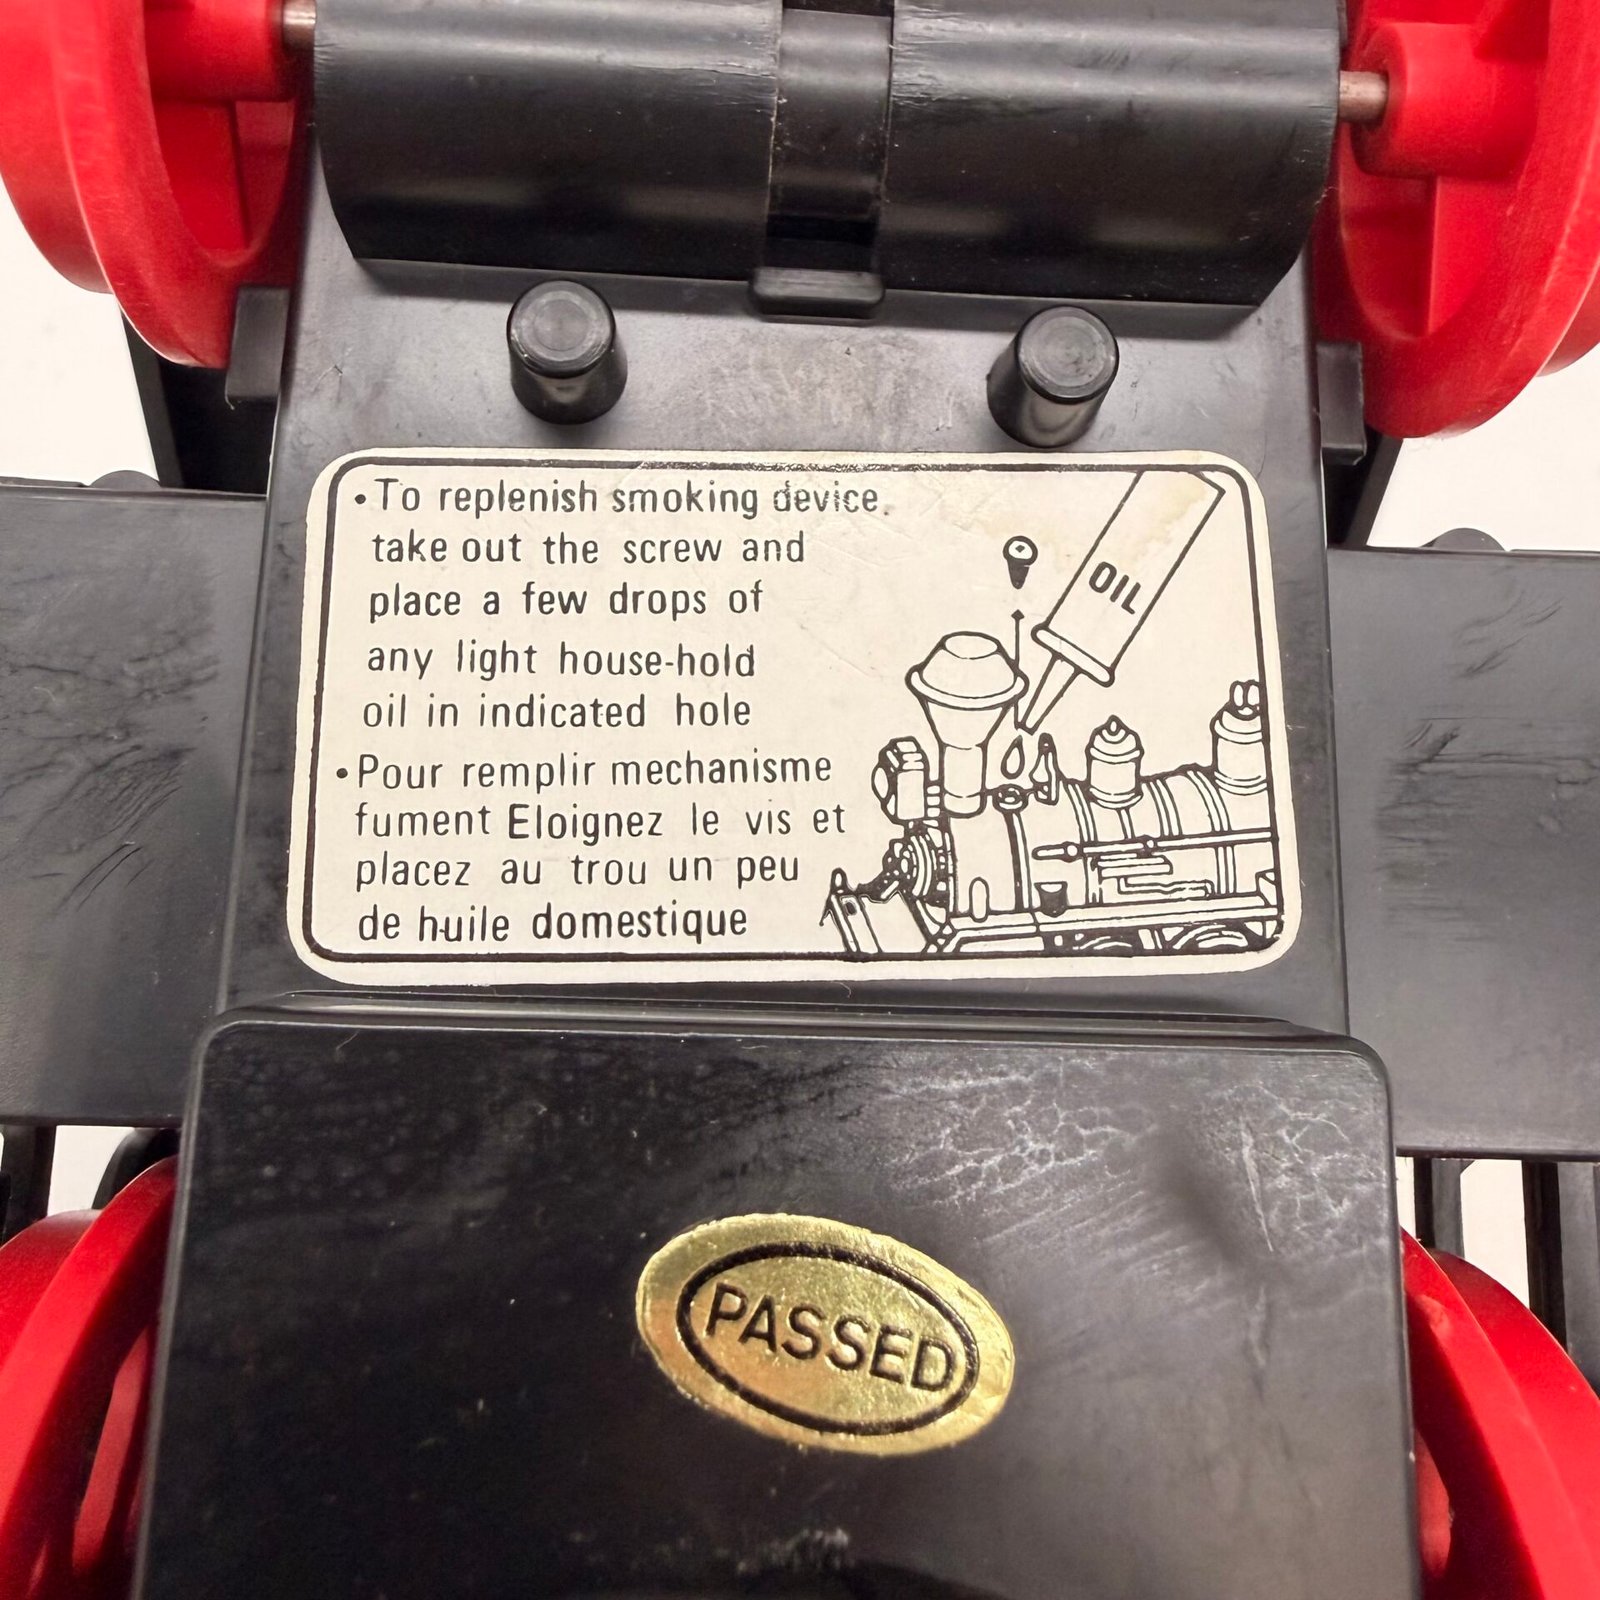 •To replenish smoking device,
take out the screw and
place a few drops of
any light house-hold
oil in indicated hole
•Pour remplir mechanisme
fument Eloignez le vis et
placez au trou un peu
de huile domestique
OIL
PASSED